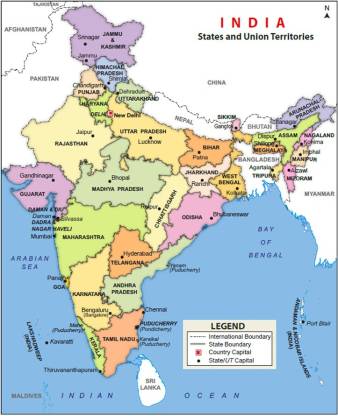 INDIA
States and Union Territories
N
AFGHANISTAN
JAMMU &
KASHMIR
Srinagar
PAKISTAN
HIMACHAL
PRADESH
Shimla
Chandigarh
PUNJAB
Dehradun
UTTARAKHAND
HARYANA
DELHI
New Delhi
CHINA
(TIBET)
NEPAL
SIKKIM
Gangtok
BHUTAN
ARUNACHAL PRADESH
Itanagar
ASSAM
Dispur
NAGALAND
Kohima
Shillong
MEGHALAYA
Imphal
MANIPUR
BANGLADESH
Agartala
TRIPURA
Aizawl
MIZORAM
MYANMAR
Jaipur
RAJASTHAN
UTTAR PRADESH
Lucknow
BIHAR
Patna
JHARKHAND
Ranchi
WEST
BENGAL
Kolkata
Gandhinagar
GUJARAT
Bhopal
MADHYA PRADESH
CHHATTISGARH
Raipur
ODISHA
Bhubaneswar
DAMAN & DIU
Daman
Silvassa
DADRA &
NAGAR HAVELI
Mumbai
MAHARASHTRA
Hyderabad
TELANGANA
ARABIAN
SEA
BAY
OF
BENGAL
Panaji
GOA
KARNATAKA
ANDHRA
PRADESH
Yanam
(Puducherry)
Bengaluru
(Bangalore)
Chennai
Mahe
(Puducherry)
PUDUCHERRY
(Pondicherry)
Karaikal
(Puducherry)
TAMIL NADU
KERALA
Thiruvananthapuram
LAKSHADWEEP
(INDIA)
Kavaratti
ANDAMAN & NICOBAR ISLANDS
(INDIA)
Port Blair
SRI
LANKA
MALDIVES
INDIAN OCEAN
LEGEND
International Boundary
State Boundary
Country Capital
State/UT Capital